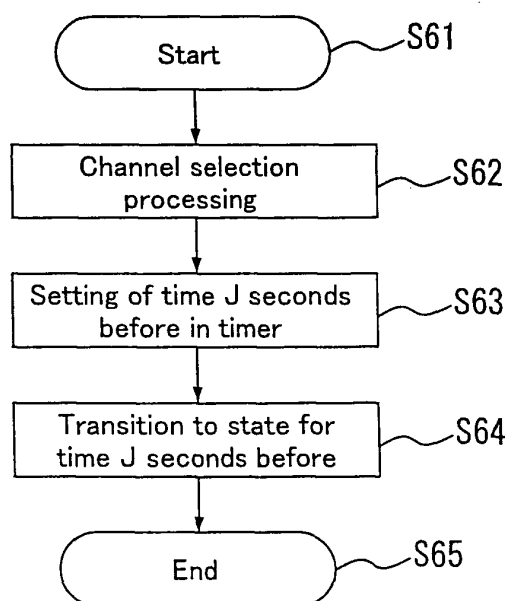 Start
S61
Channel selection
processing
S62
Setting of time J seconds
before in timer
S63
Transition to state for
time J seconds before
S64
End
S65